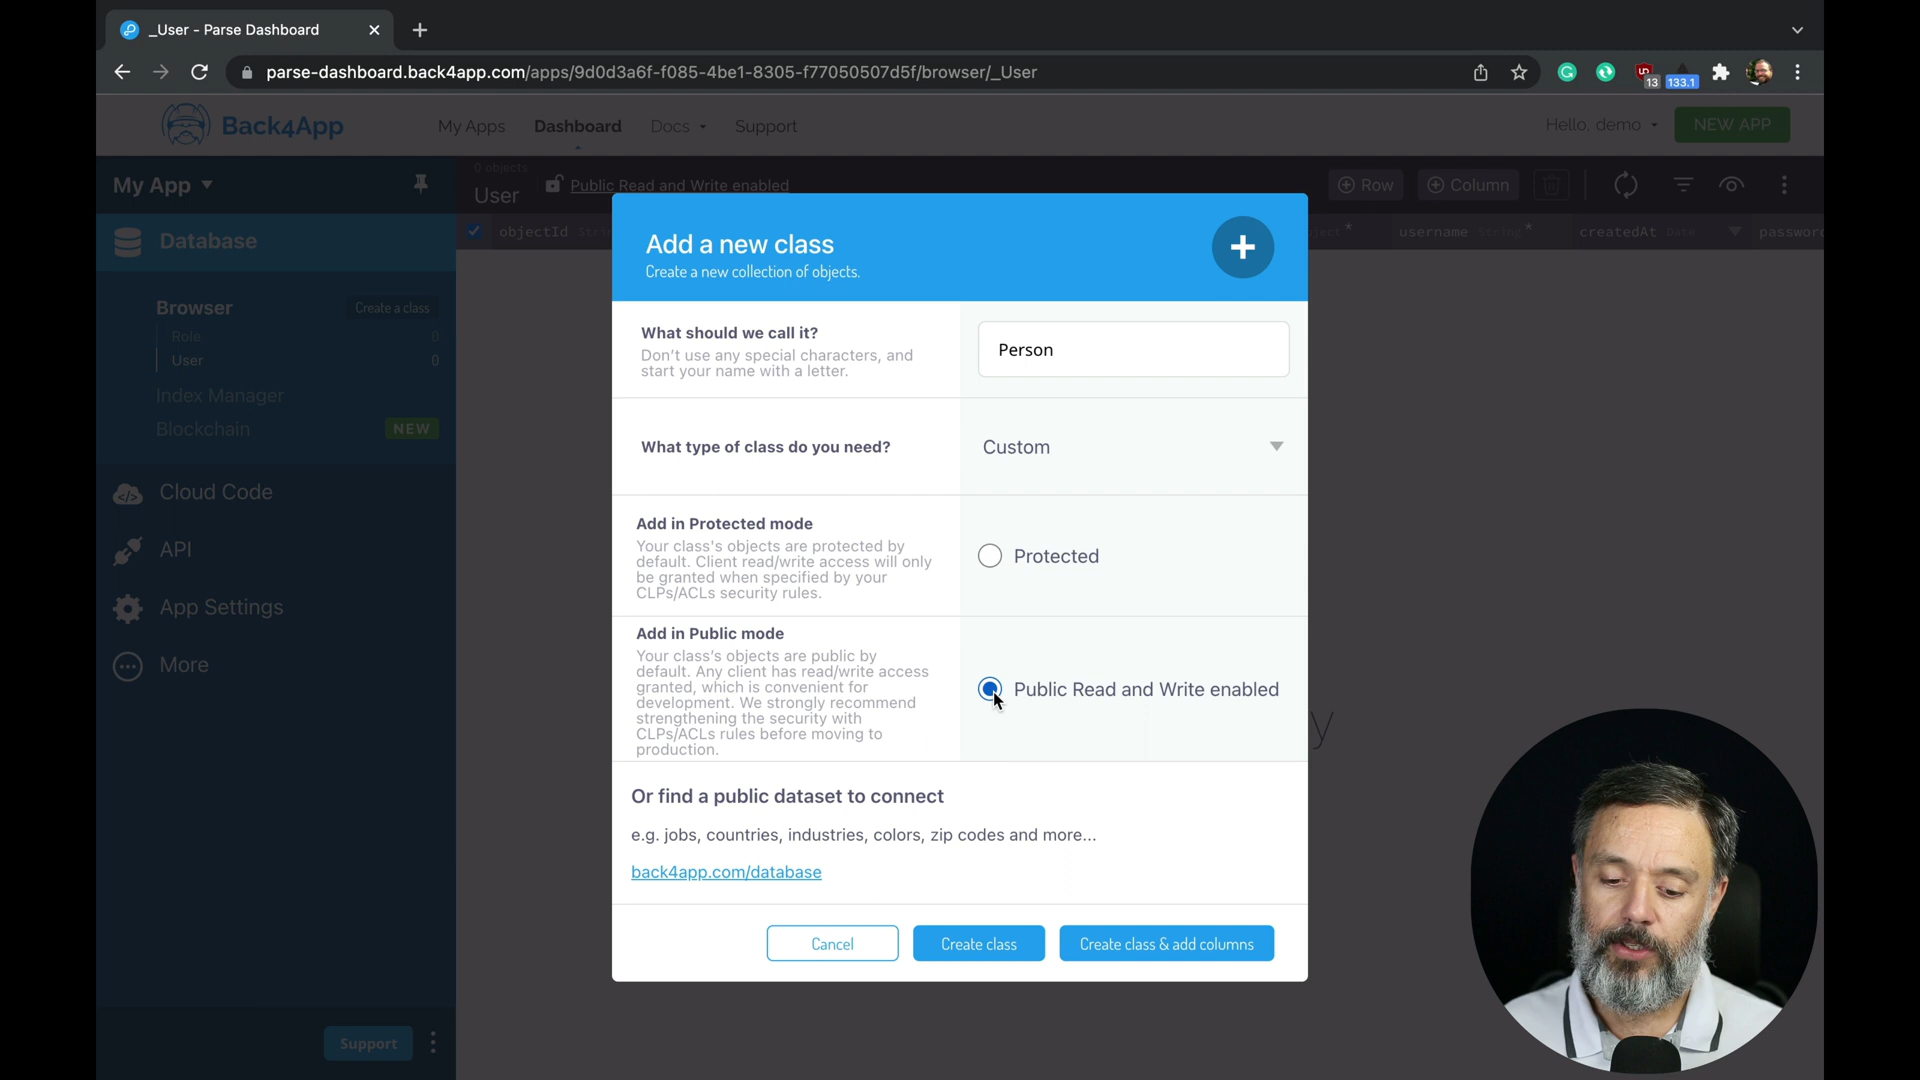 _User - Parse Dashboard
parse-dashboard.back4app.com/apps/9d0d3a6f-f085-4be1-8305-f77050507d5f/browser/_User
13
133.1
Back4App
My Apps
Dashboard
Docs
Support
Hello, demo
NEW APP
My App
0 objects
User
Public Read and Write enabled
Row
Column
Database
objectId
username String *
createdAt Date
Browser
Create a class
Role 0
User 0
Index Manager
Blockchain NEW
Cloud Code
API
App Settings
More
Support
Add a new class
Create a new collection of objects.
What should we call it?
Don't use any special characters, and
start your name with a letter.
Person
What type of class do you need?
Custom
Add in Protected mode
Your class's objects are protected by
default. Client read/write access will only
be granted when specified by your
CLPs/ACLs security rules.
Protected
Add in Public mode
Your class's objects are public by
default. Any client has read/write access
granted, which is convenient for
development. We strongly recommend
strengthening the security with
CLPs/ACLs rules before moving to
production.
Public Read and Write enabled
Or find a public dataset to connect
e.g. jobs, countries, industries, colors, zip codes and more...
back4app.com/database
Cancel
Create class
Create class & add columns